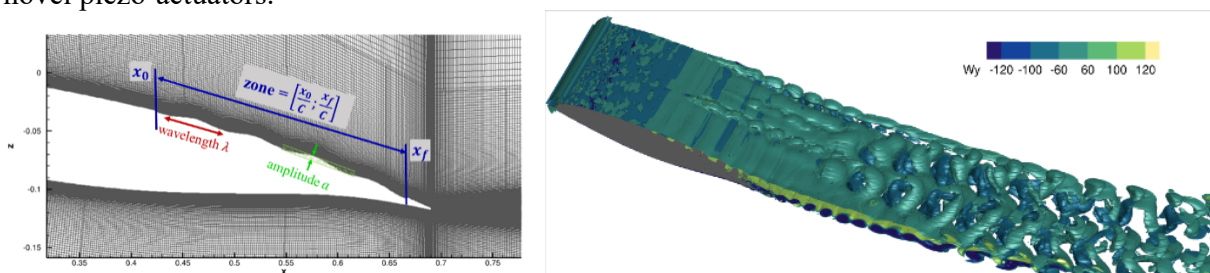 novel piezo-actuators.
x₀
zone = [x₀/C ; x_f/C]
wavelength λ
x_f
amplitude a
z
0
-0.05
-0.1
-0.15
0.35 0.4 0.45 0.5 0.55 0.6 0.65 0.7 0.75
x
Wy -120 -100 -60 60 100 120